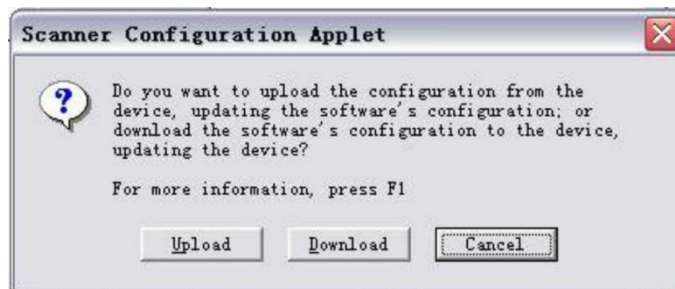 Scanner Configuration Applet
Do you want to upload the configuration from the
device, updating the software's configuration; or
download the software's configuration to the device,
updating the device?
For more information, press F1
Upload
Download
Cancel